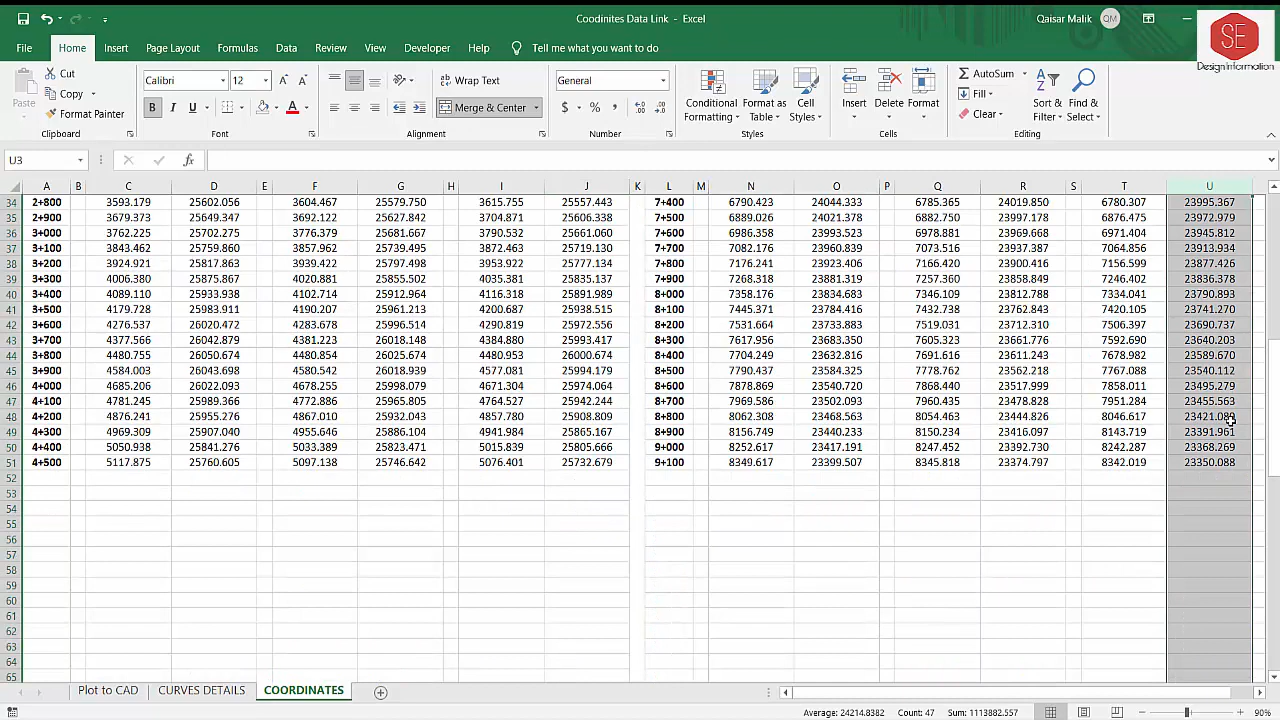 Coodinites Data Link - Excel
Qaisar Malik
QM
SE
DesignInformation
File Home Insert Page Layout Formulas Data Review View Developer Help Tell me what you want to do
Paste
Cut
Copy
Format Painter
Calibri 12
B I U
Wrap Text
Merge & Center
General
$ % ,
Conditional Formatting
Format as Table
Cell Styles
Insert Delete Format
AutoSum
Fill
Clear
Sort & Filter
Find & Select
Clipboard Font Alignment Number Styles Cells Editing
U3 fx
A B C D E F G H I J K L M N O P Q R S T U
34 2+800 3593.179 25602.056 3604.467 25579.750 3615.755 25557.443 7+400 6790.423 24044.333 6785.365 24019.850 6780.307 23995.367
35 2+900 3679.373 25649.347 3692.122 25627.842 3704.871 25606.338 7+500 6889.026 24021.378 6882.750 23997.178 6876.475 23972.979
36 3+000 3762.225 25702.275 3776.379 25681.667 3790.532 25661.060 7+600 6986.358 23993.523 6978.881 23969.668 6971.404 23945.812
37 3+100 3843.462 25759.860 3857.962 25739.495 3872.463 25719.130 7+700 7082.176 23960.839 7073.516 23937.387 7064.856 23913.934
38 3+200 3924.921 25817.863 3939.422 25797.498 3953.922 25777.134 7+800 7176.241 23923.406 7166.420 23900.416 7156.599 23877.426
39 3+300 4006.380 25875.867 4020.881 25855.502 4035.381 25835.137 7+900 7268.318 23881.321 7257.360 23858.849 7246.402 23836.378
40 3+400 4089.110 25933.938 4102.714 25912.964 4116.318 25891.989 8+000 7358.176 23834.683 7346.109 23812.788 7334.041 23790.893
41 3+500 4179.728 25983.911 4190.207 25961.213 4200.687 25938.515 8+100 7445.371 23784.416 7432.738 23762.843 7420.105 23741.270
42 3+600 4276.537 26020.472 4283.678 25996.514 4290.819 25972.556 8+200 7531.664 23733.883 7519.031 23712.310 7506.397 23690.737
43 3+700 4377.566 26042.879 4381.223 26018.148 4384.880 25993.417 8+300 7617.956 23683.350 7605.323 23661.776 7592.690 23640.203
44 3+800 4480.755 26050.674 4480.854 26025.674 4480.953 26000.674 8+400 7704.249 23632.816 7691.616 23611.243 7678.982 23589.670
45 3+900 4584.003 26043.698 4580.542 26018.939 4577.081 25994.179 8+500 7790.437 23584.325 7778.762 23562.218 7767.088 23540.112
46 4+000 4685.206 26022.093 4678.255 25998.079 4671.304 25974.064 8+600 7878.869 23540.720 7868.440 23517.999 7858.011 23495.279
47 4+100 4781.245 25989.366 4772.886 25965.805 4764.527 25942.244 8+700 7969.586 23502.093 7960.435 23478.828 7951.284 23455.563
48 4+200 4876.241 25955.276 4867.010 25932.043 4857.780 25908.809 8+800 8062.308 23468.563 8054.463 23444.826 8046.617 23421.089
49 4+300 4969.309 25907.040 4955.646 25886.104 4941.984 25865.167 8+900 8156.749 23440.233 8150.234 23416.097 8143.719 23391.961
50 4+400 5050.938 25841.276 5033.389 25823.471 5015.839 25805.666 9+000 8252.617 23417.191 8247.452 23392.730 8242.287 23368.269
51 4+500 5117.875 25760.605 5097.138 25746.642 5076.401 25732.679 9+100 8349.617 23399.507 8345.818 23374.797 8342.019 23350.088
52
53
54
55
56
57
58
59
60
61
62
63
64
65
Plot to CAD CURVES DETAILS COORDINATES
Average: 24214.8382 Count: 47 Sum: 1113882.557 90%